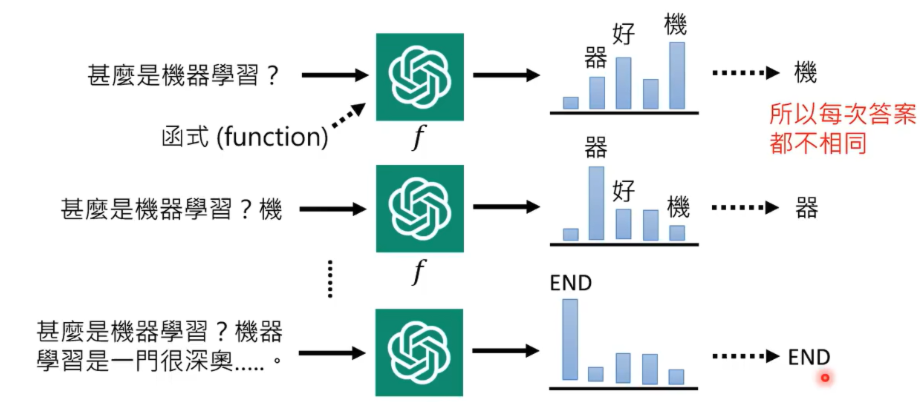 甚麼是機器學習？
函式 (function)
f
器
好
機
機
所以每次答案
都不相同
甚麼是機器學習？機
f
器
好
機
器
甚麼是機器學習？機器
學習是一門很深奧.....。
END
END